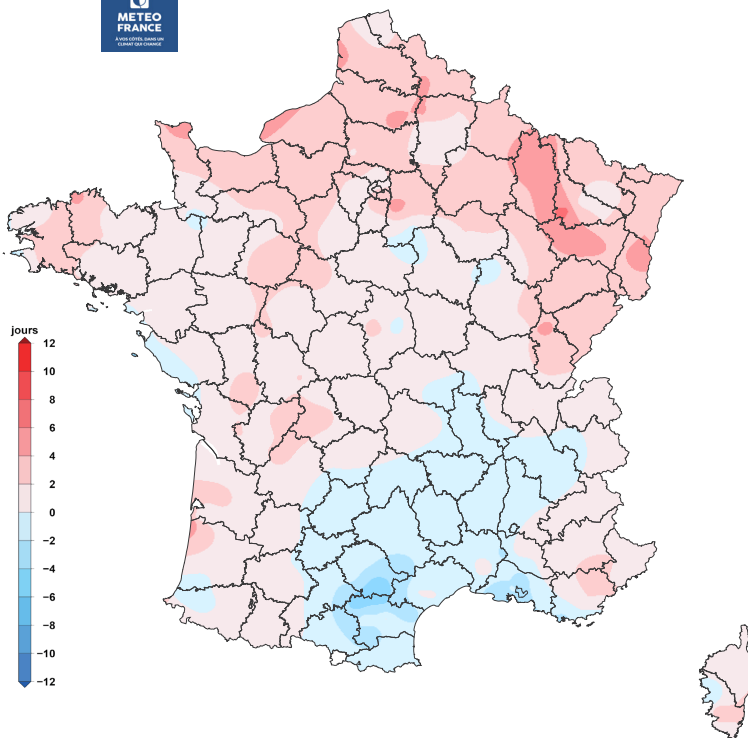 METEO
FRANCE
À VOS CÔTÉS, DANS UN
CLIMAT QUI CHANGE
jours
12
10
8
6
4
2
0
−2
−4
−6
−8
−10
−12